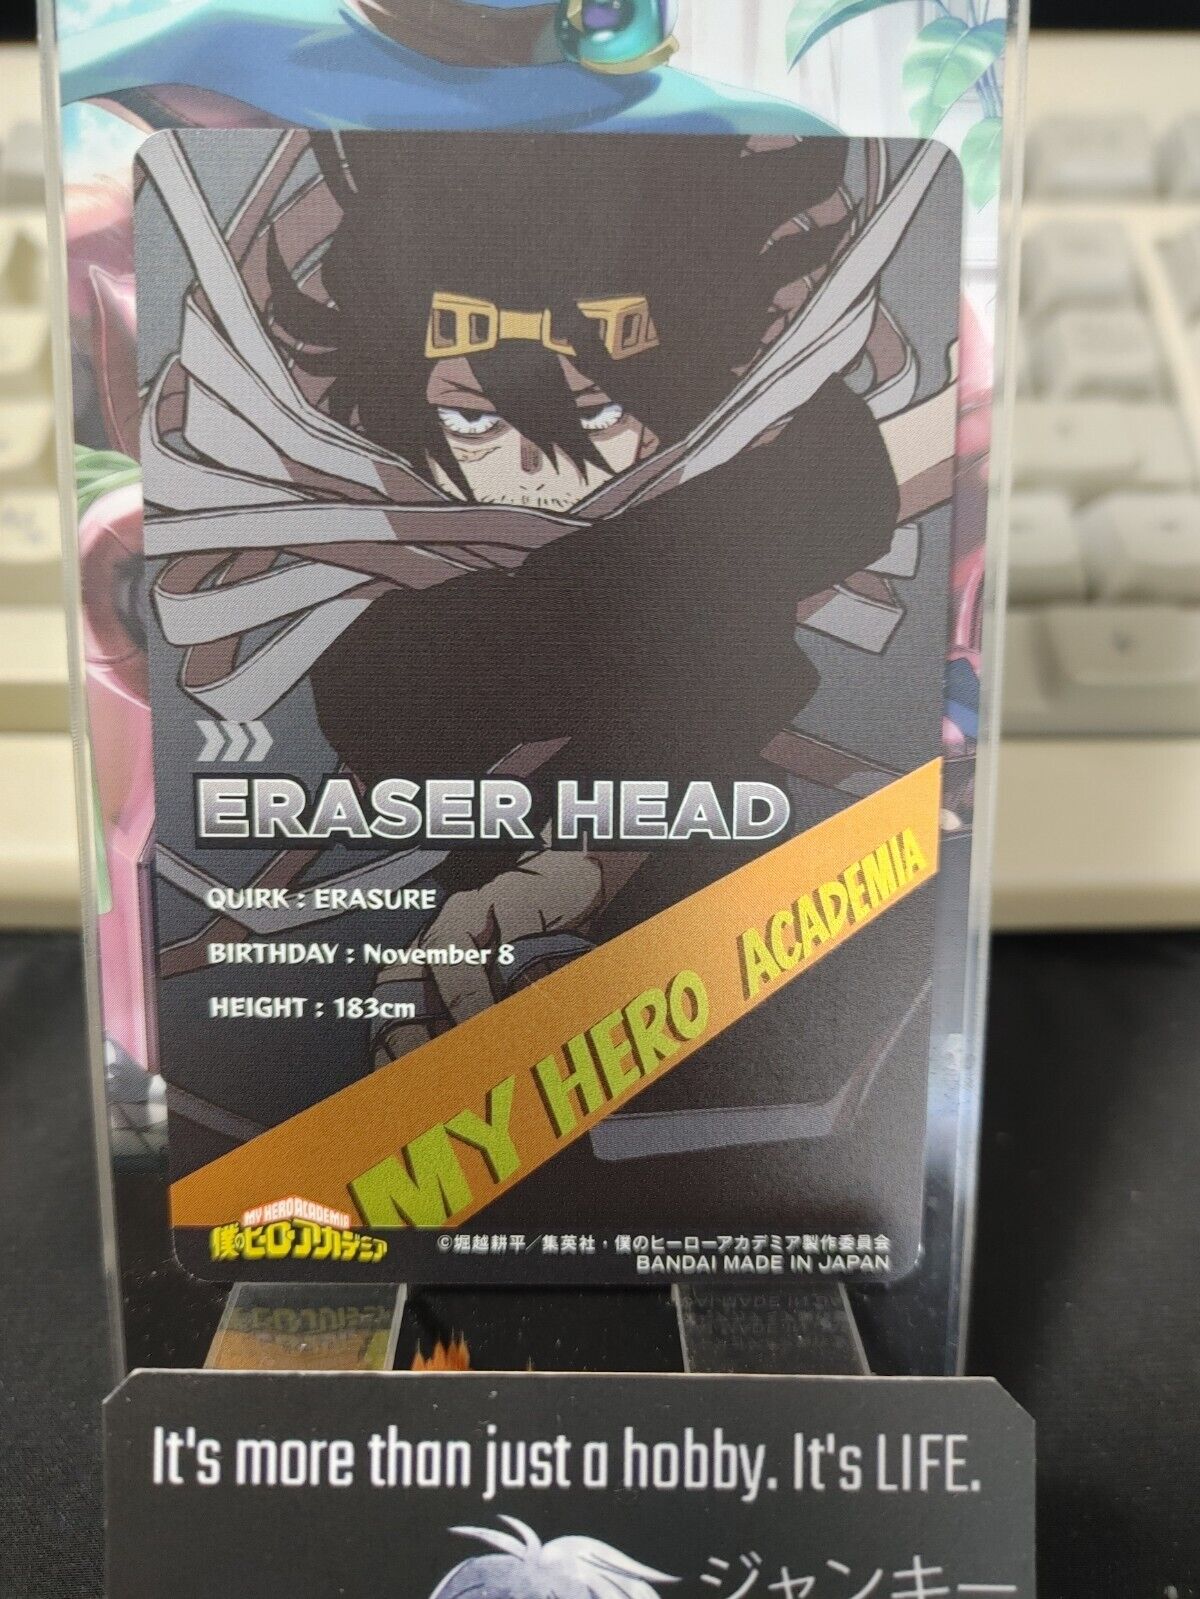 ERASER HEAD
QUIRK : ERASURE
BIRTHDAY : November 8
HEIGHT : 183cm
MY HERO ACADEMIA
MY HERO ACADEMIA
僕のヒーローアカデミア
©堀越耕平／集英社・僕のヒーローアカデミア製作委員会
BANDAI MADE IN JAPAN
It's more than just a hobby. It's LIFE.
ジャンキー